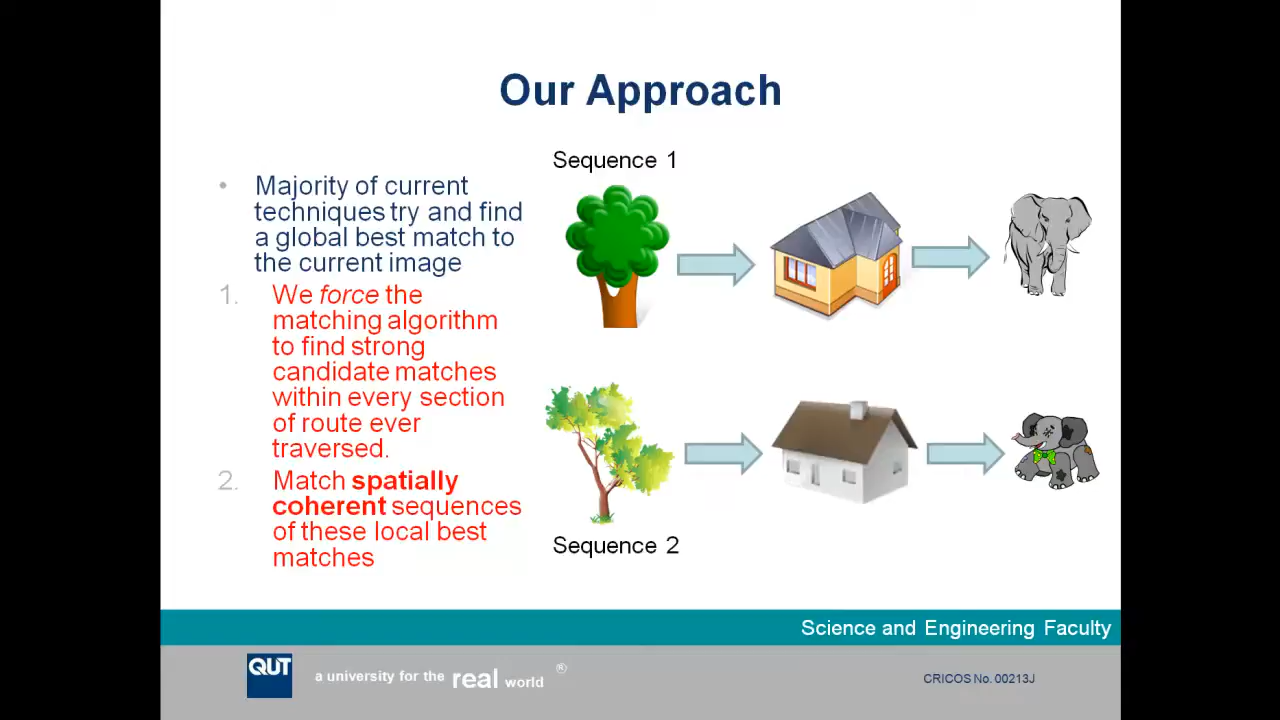 Our Approach
Sequence 1
• Majority of current
techniques try and find
a global best match to
the current image
1. We force the
matching algorithm
to find strong
candidate matches
within every section
of route ever
traversed.
2. Match spatially
coherent sequences
of these local best
matches
Sequence 2
Science and Engineering Faculty
QUT
a university for the real world ®
CRICOS No. 00213J